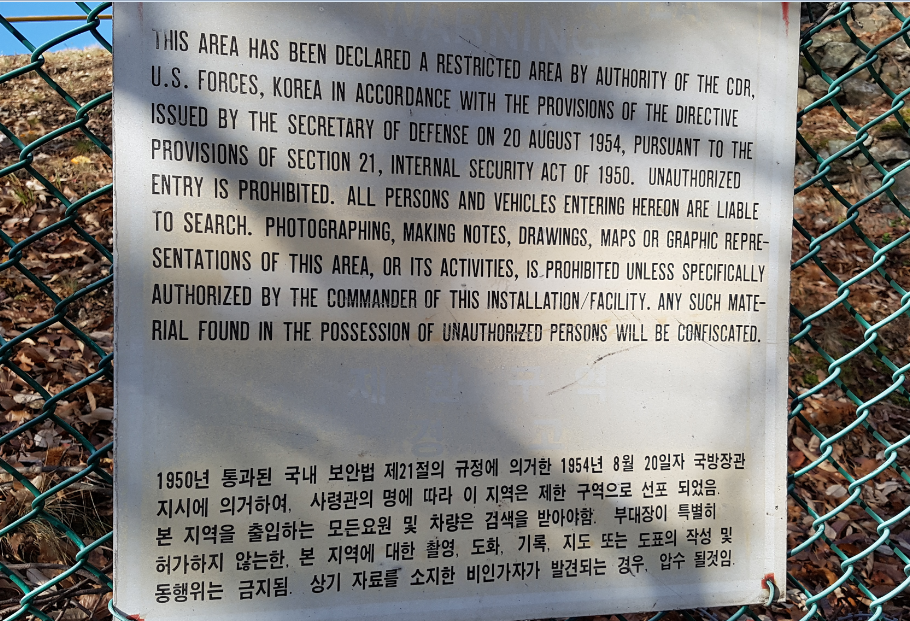 WARNING
THIS AREA HAS BEEN DECLARED A RESTRICTED AREA BY AUTHORITY OF THE CDR,
U.S. FORCES, KOREA IN ACCORDANCE WITH THE PROVISIONS OF THE DIRECTIVE
ISSUED BY THE SECRETARY OF DEFENSE ON 20 AUGUST 1954, PURSUANT TO THE
PROVISIONS OF SECTION 21, INTERNAL SECURITY ACT OF 1950. UNAUTHORIZED
ENTRY IS PROHIBITED. ALL PERSONS AND VEHICLES ENTERING HEREON ARE LIABLE
TO SEARCH. PHOTOGRAPHING, MAKING NOTES, DRAWINGS, MAPS OR GRAPHIC REPRE-
SENTATIONS OF THIS AREA, OR ITS ACTIVITIES, IS PROHIBITED UNLESS SPECIFICALLY
AUTHORIZED BY THE COMMANDER OF THIS INSTALLATION/FACILITY. ANY SUCH MATE-
RIAL FOUND IN THE POSSESSION OF UNAUTHORIZED PERSONS WILL BE CONFISCATED.
제 한 구 역
1950년 통과된 국내 보안법 제21절의 규정에 의거한 1954년 8월 20일자 국방장관
지시에 의거하여, 사령관의 명에 따라 이 지역은 제한 구역으로 선포 되었음.
본 지역을 출입하는 모든요원 및 차량은 검색을 받아야함. 부대장이 특별히
허가하지 않는한, 본 지역에 대한 촬영, 도화, 기록, 지도 또는 도표의 작성 및
동행위는 금지됨. 상기 자료를 소지한 비인가자가 발견되는 경우, 압수 될것임.